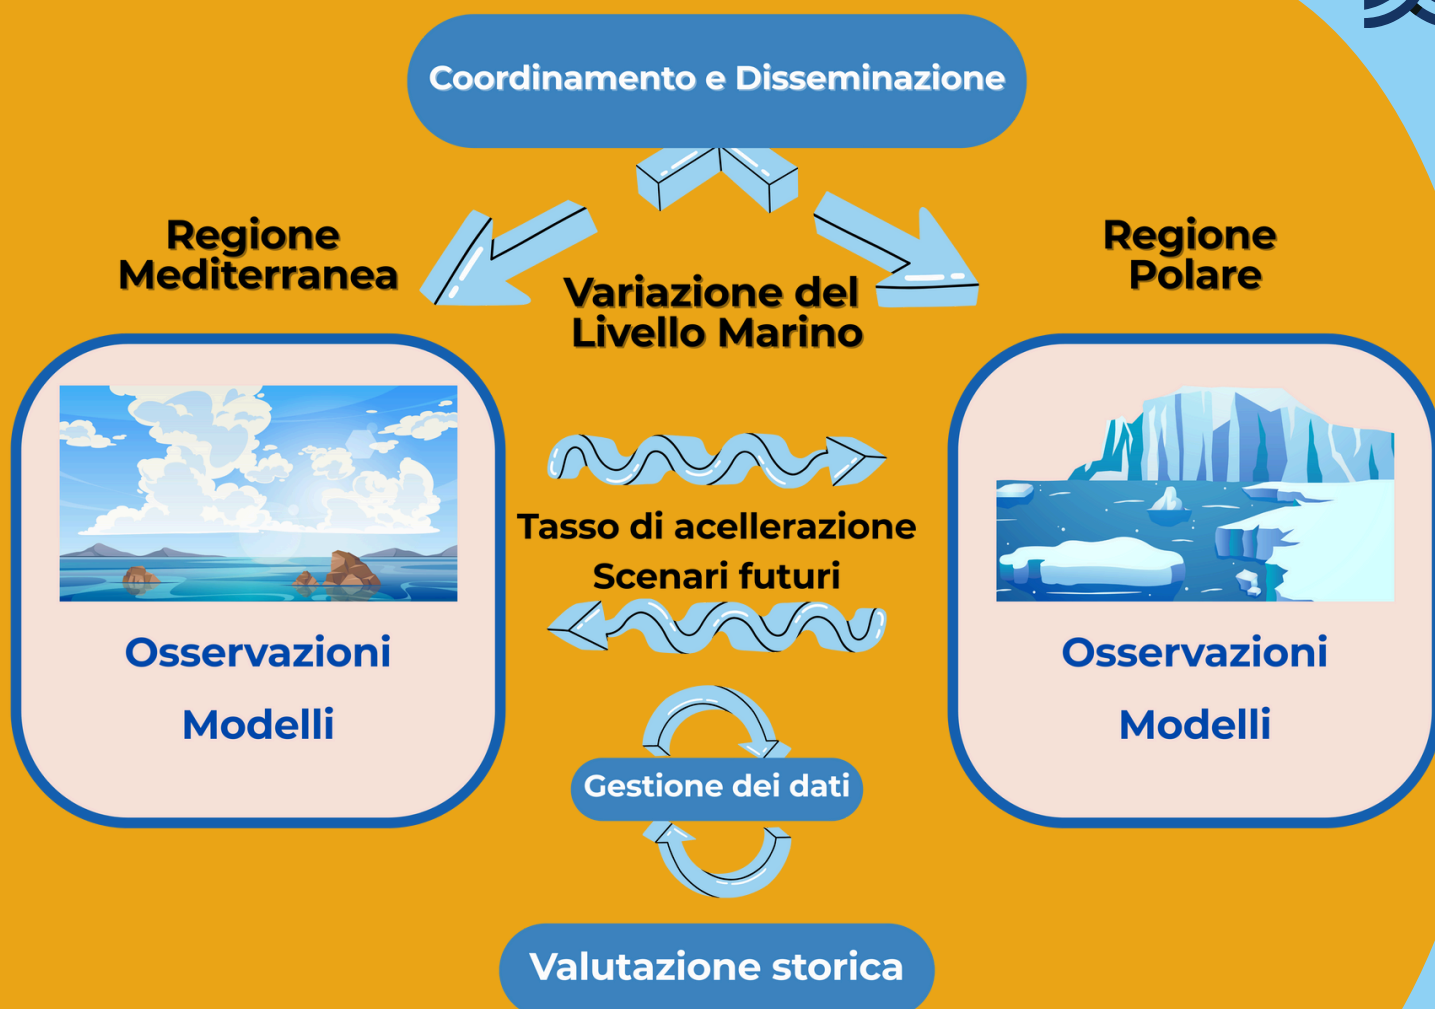 Coordinamento e Disseminazione
Regione
Mediterranea
Variazione del
Livello Marino
Regione
Polare
Tasso di acellerazione
Scenari futuri
Osservazioni
Modelli
Osservazioni
Modelli
Gestione dei dati
Valutazione storica